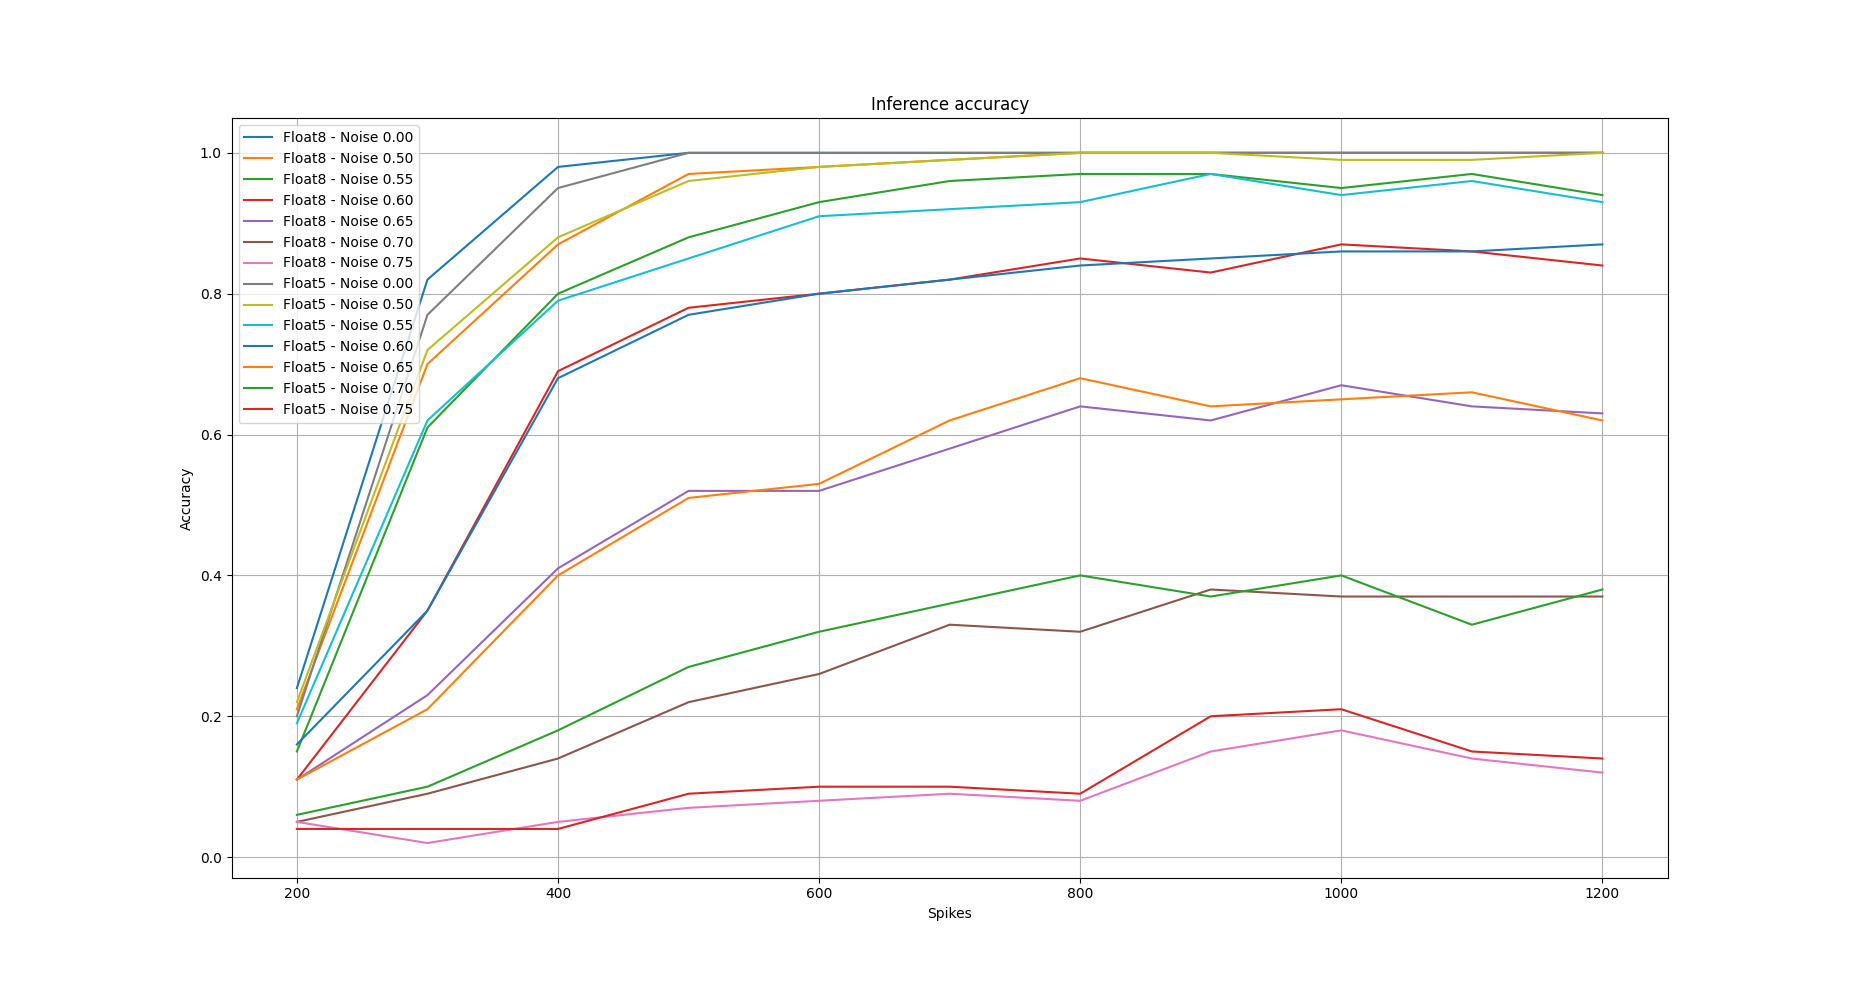 Inference accuracy
Float8 - Noise 0.00
Float8 - Noise 0.50
Float8 - Noise 0.55
Float8 - Noise 0.60
Float8 - Noise 0.65
Float8 - Noise 0.70
Float8 - Noise 0.75
Float5 - Noise 0.00
Float5 - Noise 0.50
Float5 - Noise 0.55
Float5 - Noise 0.60
Float5 - Noise 0.65
Float5 - Noise 0.70
Float5 - Noise 0.75
1.0
0.8
0.6
0.4
0.2
0.0
Accuracy
200 400 600 800 1000 1200
Spikes